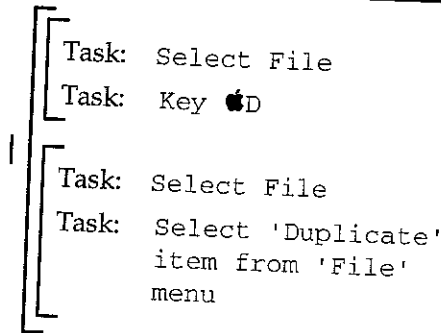 Task: Select File
Task: Key D
Task: Select File
Task: Select 'Duplicate'
item from 'File'
menu